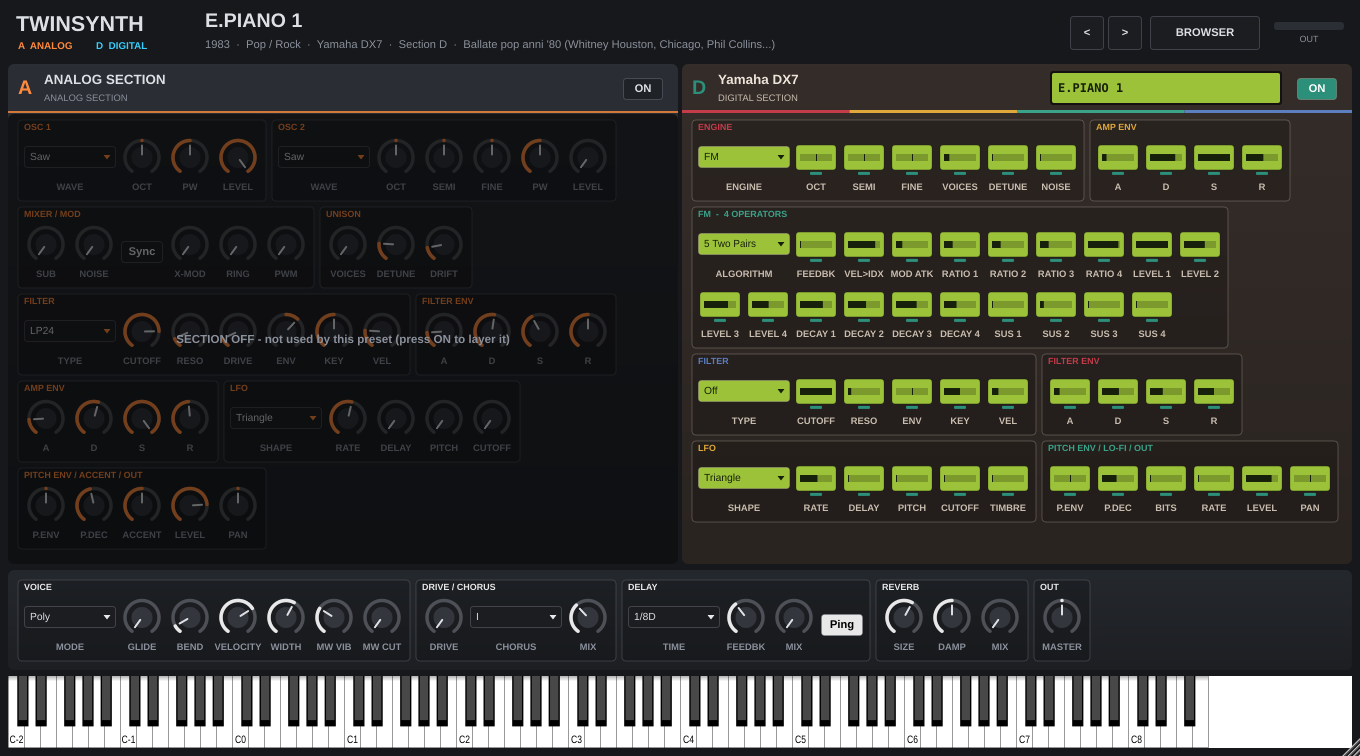 TWINSYNTH
A ANALOG D DIGITAL
E.PIANO 1
1983 · Pop / Rock · Yamaha DX7 · Section D · Ballate pop anni '80 (Whitney Houston, Chicago, Phil Collins...)
< > BROWSER
OUT
A ANALOG SECTION
ANALOG SECTION
ON
OSC 1
Saw
WAVE OCT PW LEVEL
OSC 2
Saw
WAVE OCT SEMI FINE PW LEVEL
MIXER / MOD
Sync
SUB NOISE X-MOD RING PWM
UNISON
VOICES DETUNE DRIFT
FILTER
LP24
TYPE CUTOFF RESO DRIVE ENV KEY VEL
FILTER ENV
A D S R
SECTION OFF - not used by this preset (press ON to layer it)
AMP ENV
A D S R
LFO
Triangle
SHAPE RATE DELAY PITCH CUTOFF
PITCH ENV / ACCENT / OUT
P.ENV P.DEC ACCENT LEVEL PAN
D Yamaha DX7
DIGITAL SECTION
E.PIANO 1
ON
ENGINE
FM
ENGINE OCT SEMI FINE VOICES DETUNE NOISE
AMP ENV
A D S R
FM - 4 OPERATORS
5 Two Pairs
ALGORITHM FEEDBK VEL>IDX MOD ATK RATIO 1 RATIO 2 RATIO 3 RATIO 4 LEVEL 1 LEVEL 2
LEVEL 3 LEVEL 4 DECAY 1 DECAY 2 DECAY 3 DECAY 4 SUS 1 SUS 2 SUS 3 SUS 4
FILTER
Off
TYPE CUTOFF RESO ENV KEY VEL
FILTER ENV
A D S R
LFO
Triangle
SHAPE RATE DELAY PITCH CUTOFF TIMBRE
PITCH ENV / LO-FI / OUT
P.ENV P.DEC BITS RATE LEVEL PAN
VOICE
Poly
MODE GLIDE BEND VELOCITY WIDTH MW VIB MW CUT
DRIVE / CHORUS
I
DRIVE CHORUS MIX
DELAY
1/8D
Ping
TIME FEEDBK MIX
REVERB
SIZE DAMP MIX
OUT
MASTER
C-2 C-1 C0 C1 C2 C3 C4 C5 C6 C7 C8